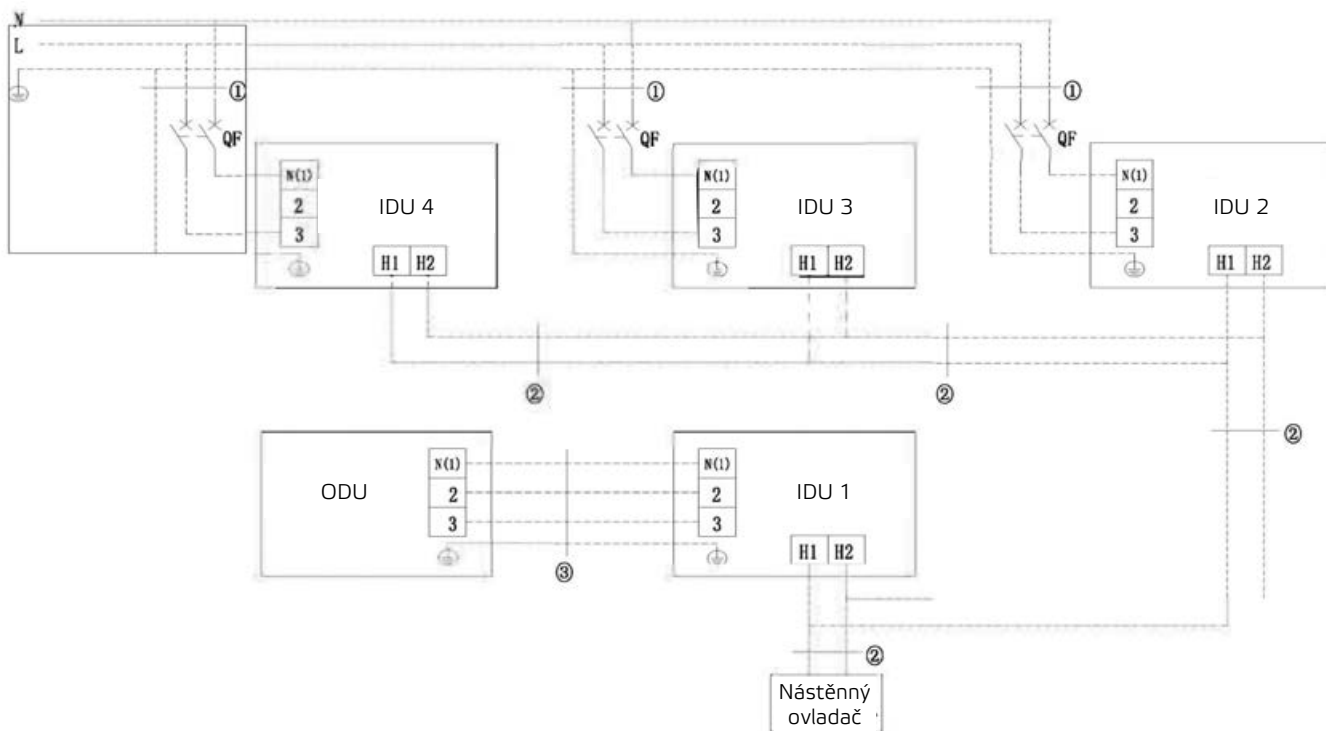 N
L
① ① ①
QF QF QF
N(1) N(1) N(1)
2 IDU 4 2 IDU 3 2 IDU 2
3 3 3
H1 H2 H1 H2 H1 H2
② ②
②
N(1) N(1)
ODU 2 2 IDU 1
3 3
H1 H2
③
②
Nástěnný
ovladač